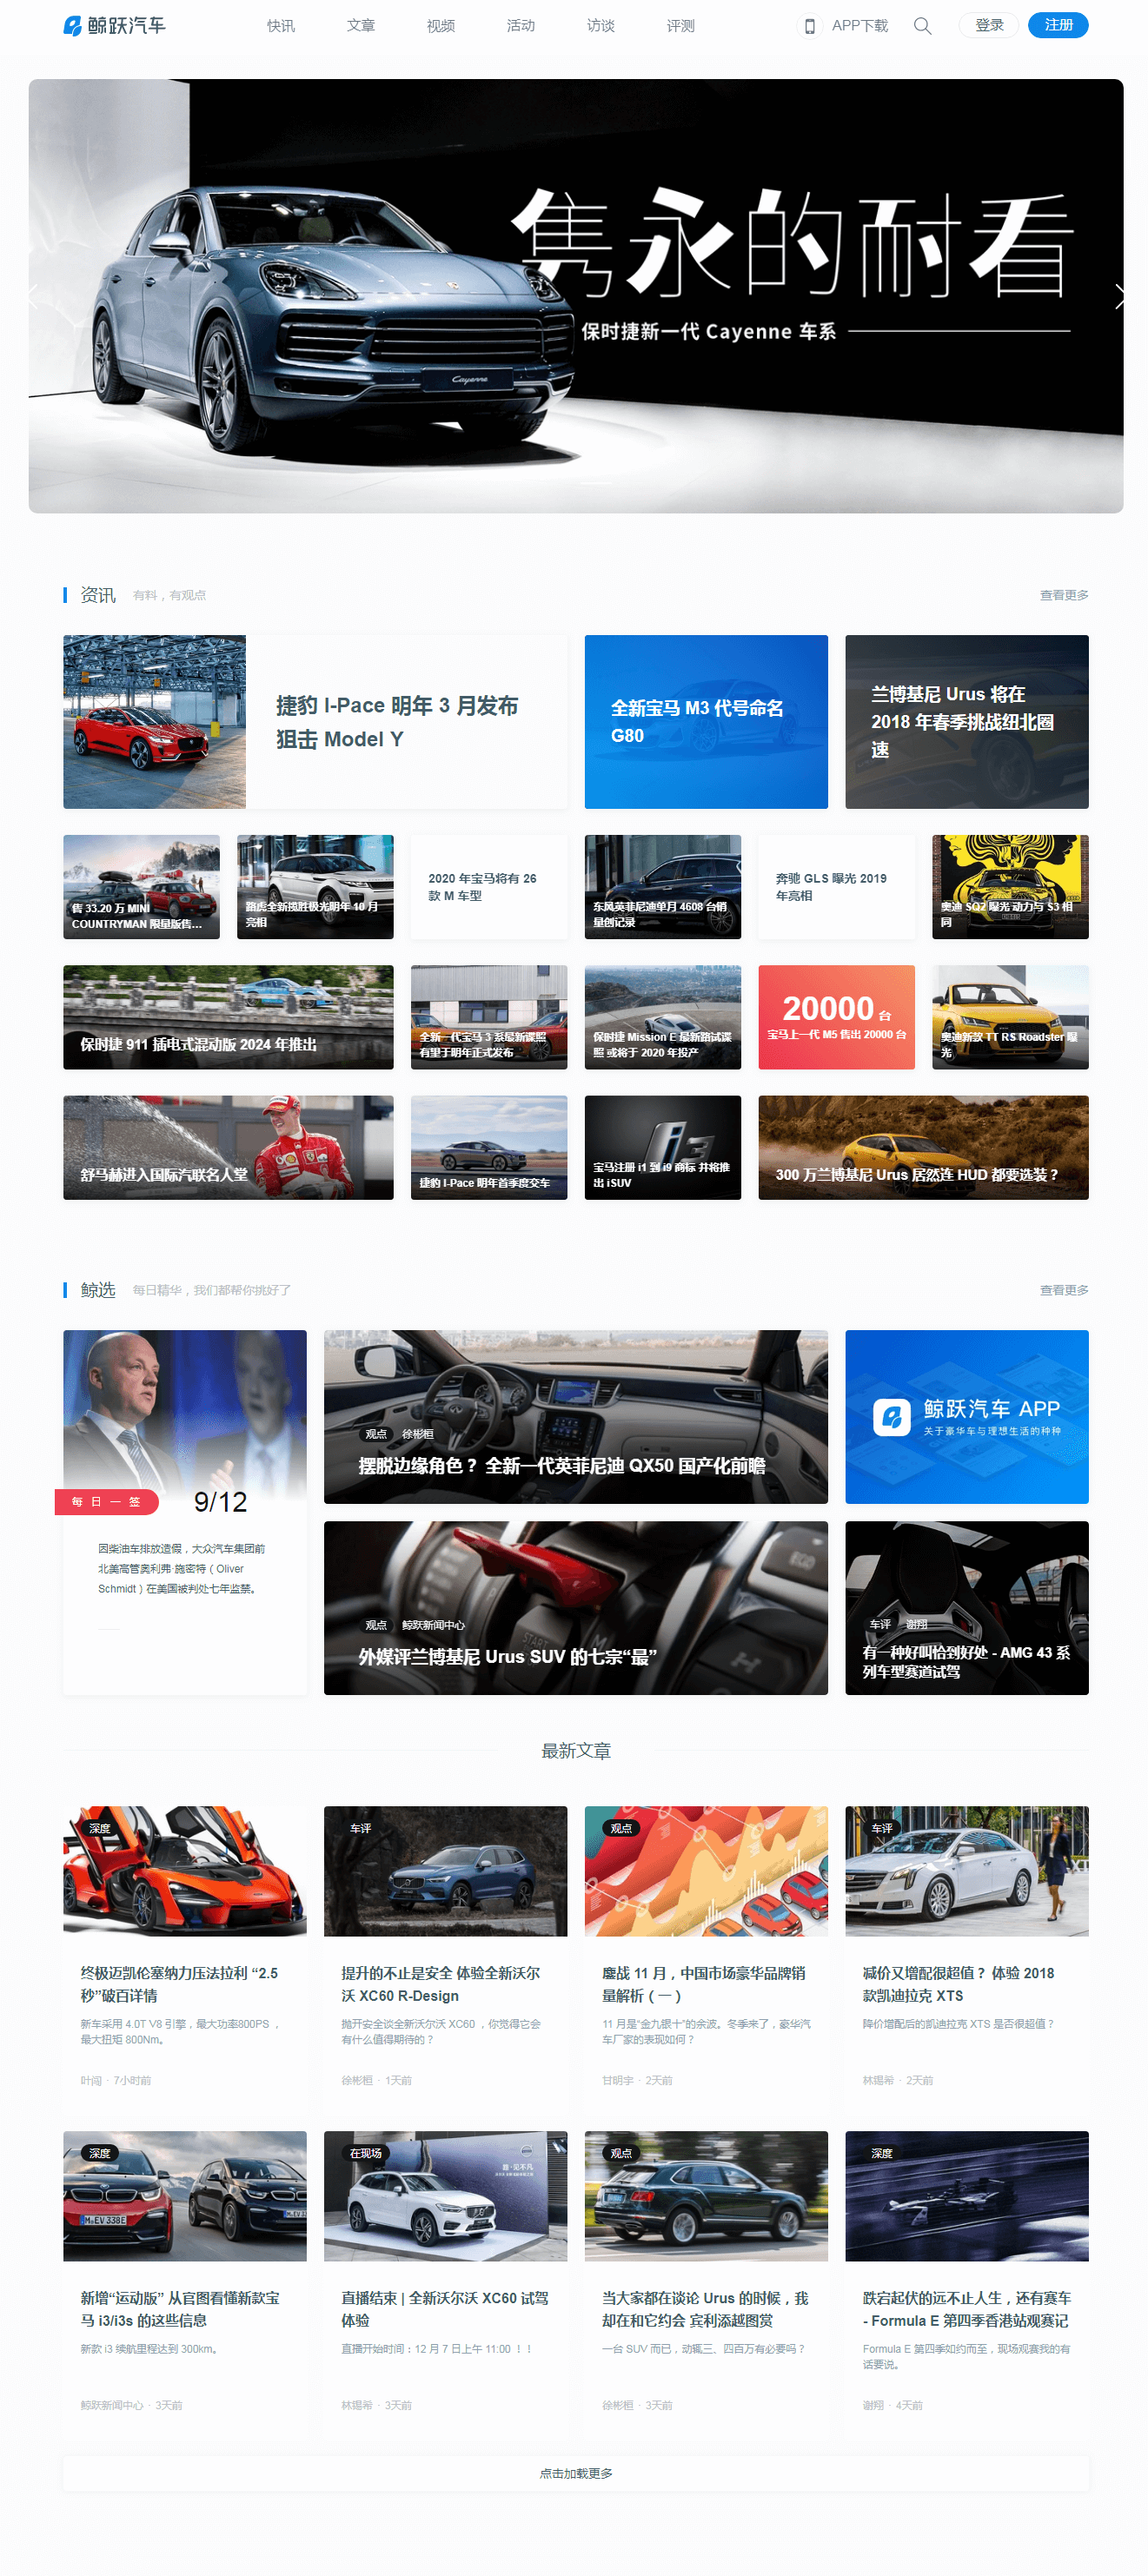 鲸跃汽车
快讯 文章 视频 活动 访谈 评测
APP下载
登录
注册
隽永的耐看
保时捷新一代 Cayenne 车系
Cayenne
资讯 有料，有观点
查看更多
捷豹 I-Pace 明年 3 月发布
狙击 Model Y
全新宝马 M3 代号命名
G80
兰博基尼 Urus 将在
2018 年春季挑战纽北圈
速
售 33.20 万 MINI
COUNTRYMAN 限量版售...
路虎全新揽胜极光明年 10 月
亮相
2020 年宝马将有 26
款 M 车型
东风英菲尼迪单月 4608 台销
量创记录
奔驰 GLS 曝光 2019
年亮相
奥迪 SQ2 曝光 动力与 S3 相
同
保时捷 911 插电式混动版 2024 年推出
全新一代宝马 3 系最新谍照
有望于明年正式发布
保时捷 Mission E 最新路试谍
照 或将于 2020 年投产
20000 台
宝马上一代 M5 售出 20000 台
奥迪新款 TT RS Roadster 曝
光
舒马赫进入国际汽联名人堂
捷豹 I-Pace 明年首季度交车
i3
宝马注册 i1 到 i9 商标 并将推
出 iSUV
300 万兰博基尼 Urus 居然连 HUD 都要选装？
鲸选 每日精华，我们都帮你挑好了
查看更多
每日一签
9/12
因柴油车排放造假，大众汽车集团前
北美高管奥利弗·施密特（Oliver
Schmidt）在美国被判处七年监禁。
观点 徐彬桓
摆脱边缘角色？ 全新一代英菲尼迪 QX50 国产化前瞻
鲸跃汽车 APP
关于豪华车与理想生活的种种
START
观点 鲸跃新闻中心
外媒评兰博基尼 Urus SUV 的七宗“最”
车评 谢翔
有一种好叫恰到好处 - AMG 43 系
列车型赛道试驾
最新文章
深度
终极迈凯伦塞纳力压法拉利 “2.5
秒”破百详情
新车采用 4.0T V8 引擎，最大功率800PS ，
最大扭矩 800Nm。
叶闯 · 7小时前
车评
提升的不止是安全 体验全新沃尔
沃 XC60 R-Design
抛开安全谈全新沃尔沃 XC60 ，你觉得它会
有什么值得期待的？
徐彬桓 · 1天前
观点
鏖战 11 月，中国市场豪华品牌销
量解析（一）
11 月是“金九银十”的余波。冬季来了，豪华汽
车厂家的表现如何？
甘明宇 · 2天前
车评
减价又增配很超值？ 体验 2018
款凯迪拉克 XTS
降价增配后的凯迪拉克 XTS 是否很超值？
林锡希 · 2天前
深度
M·EV 338E
新增“运动版” 从官图看懂新款宝
马 i3/i3s 的这些信息
新款 i3 续航里程达到 300km。
鲸跃新闻中心 · 3天前
在现场
直播结束 | 全新沃尔沃 XC60 试驾
体验
直播开始时间：12 月 7 日上午 11:00 ！！
林锡希 · 3天前
观点
当大家都在谈论 Urus 的时候，我
却在和它约会 宾利添越图赏
一台 SUV 而已，动辄三、四百万有必要吗？
徐彬桓 · 3天前
深度
跌宕起伏的远不止人生，还有赛车
- Formula E 第四季香港站观赛记
Formula E 第四季如约而至，现场观赛我的有
话要说。
谢翔 · 4天前
点击加载更多